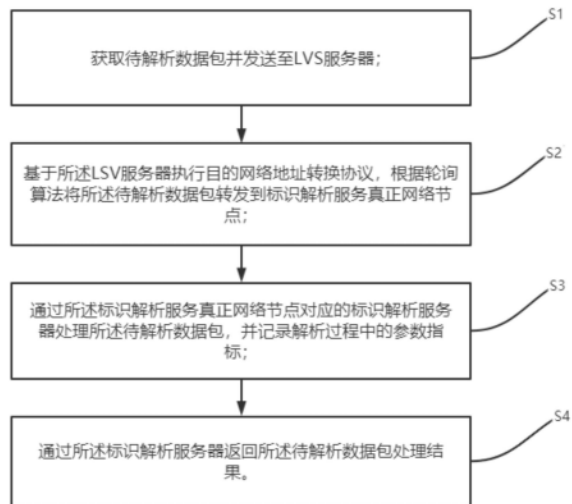 S1
获取待解析数据包并发送至LVS服务器；
S2
基于所述LSV服务器执行目的网络地址转换协议，根据轮询
算法将所述待解析数据包转发到标识解析服务真正网络节
点；
S3
通过所述标识解析服务真正网络节点对应的标识解析服务
器处理所述待解析数据包，并记录解析过程中的参数指
标；
S4
通过所述标识解析服务器返回所述待解析数据包处理结
果。